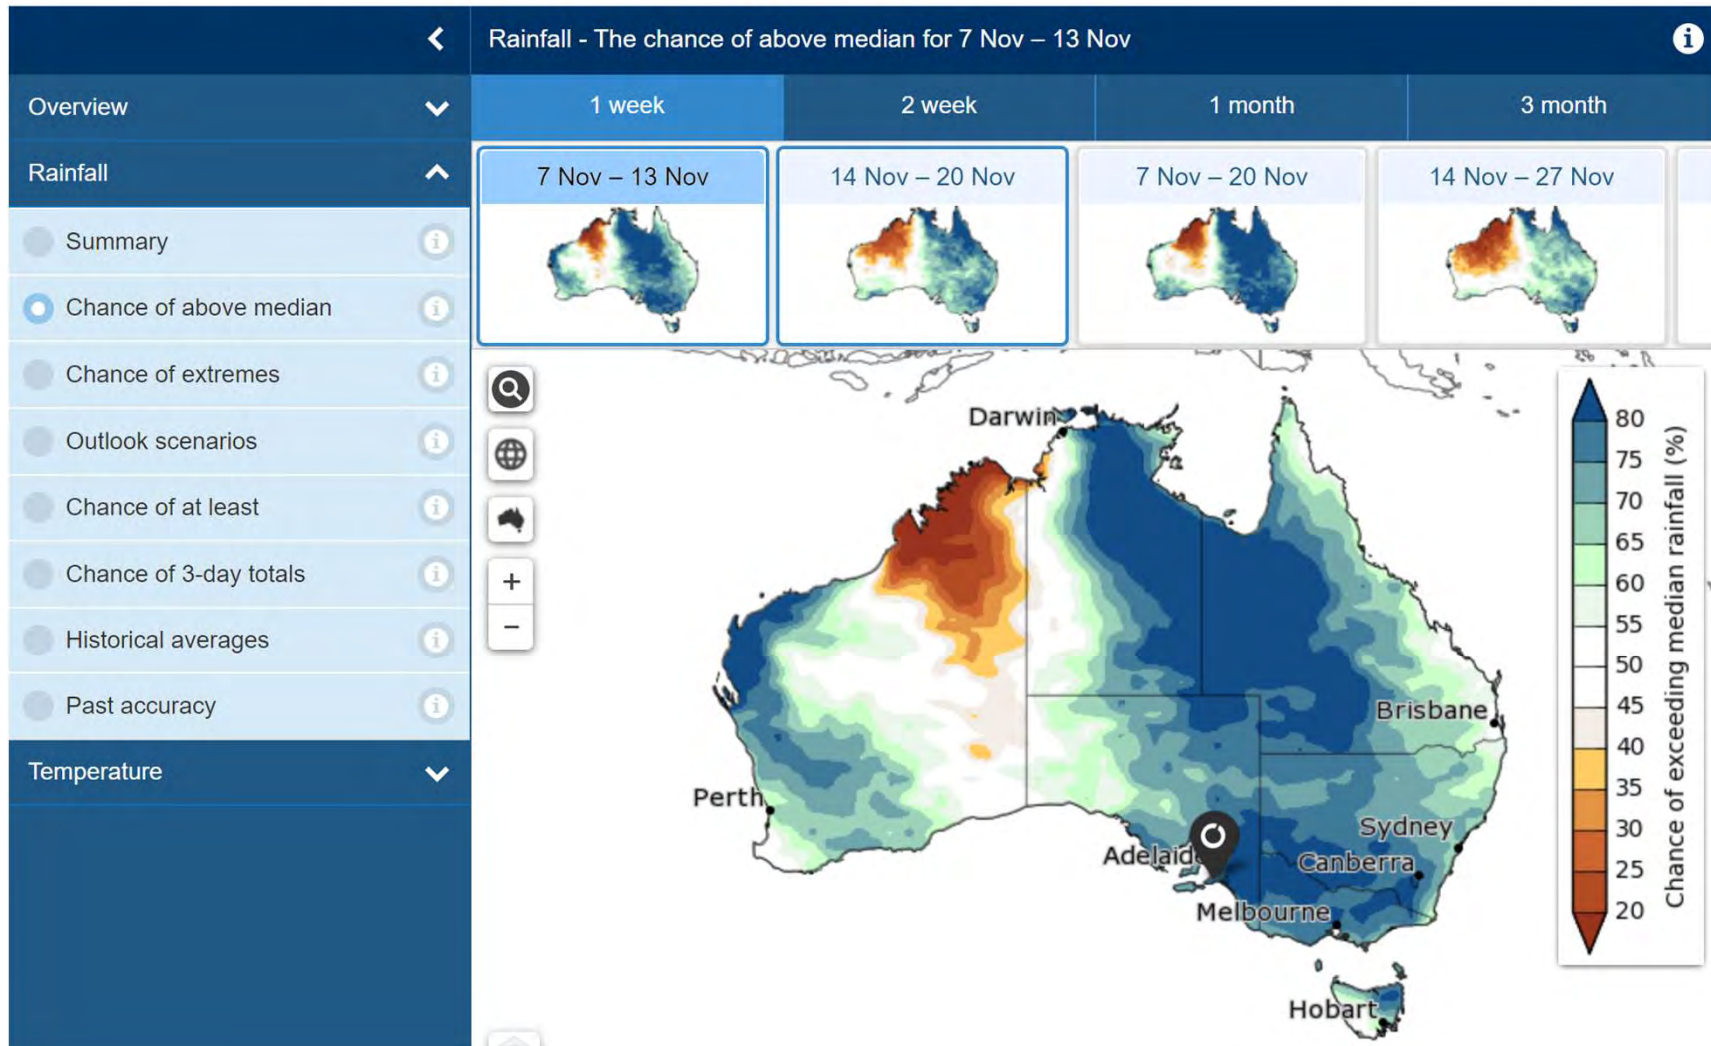 Rainfall - The chance of above median for 7 Nov – 13 Nov
Overview
1 week
2 week
1 month
3 month
Rainfall
7 Nov – 13 Nov
14 Nov – 20 Nov
7 Nov – 20 Nov
14 Nov – 27 Nov
Summary
Chance of above median
Chance of extremes
Outlook scenarios
Chance of at least
Chance of 3-day totals
Historical averages
Past accuracy
Temperature
+
−
Darwin
Brisbane
Perth
Sydney
Adelaide
Canberra
Melbourne
Hobart
80
75
70
65
60
55
50
45
40
35
30
25
20
Chance of exceeding median rainfall (%)